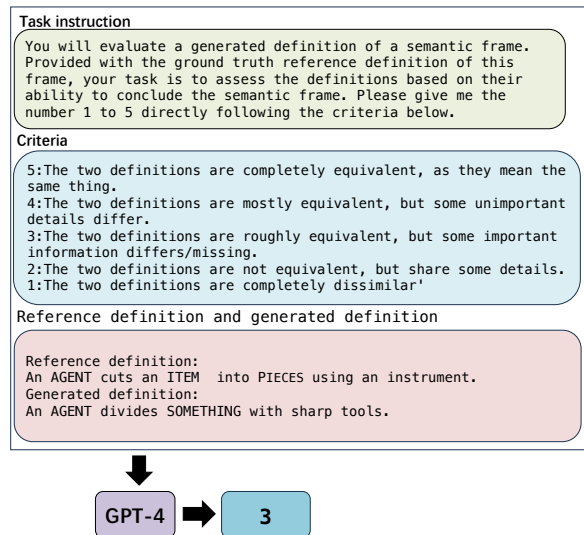 Task instruction
You will evaluate a generated definition of a semantic frame.
Provided with the ground truth reference definition of this
frame, your task is to assess the definitions based on their
ability to conclude the semantic frame. Please give me the
number 1 to 5 directly following the criteria below.
Criteria
5:The two definitions are completely equivalent, as they mean the
same thing.
4:The two definitions are mostly equivalent, but some unimportant
details differ.
3:The two definitions are roughly equivalent, but some important
information differs/missing.
2:The two definitions are not equivalent, but share some details.
1:The two definitions are completely dissimilar'
Reference definition and generated definition
Reference definition:
An AGENT cuts an ITEM  into PIECES using an instrument.
Generated definition:
An AGENT divides SOMETHING with sharp tools.
GPT-4
3